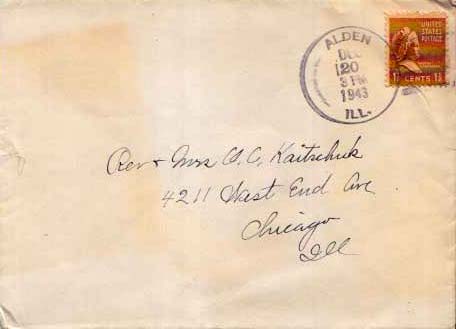 ALDEN
DEC
20
3 PM
1943
ILL.
UNITED
STATES
POSTAGE
1½ CENTS 1½
Rev + Mrs O. C. Kaitschuk
4211 West End Ave
Chicago
Ill